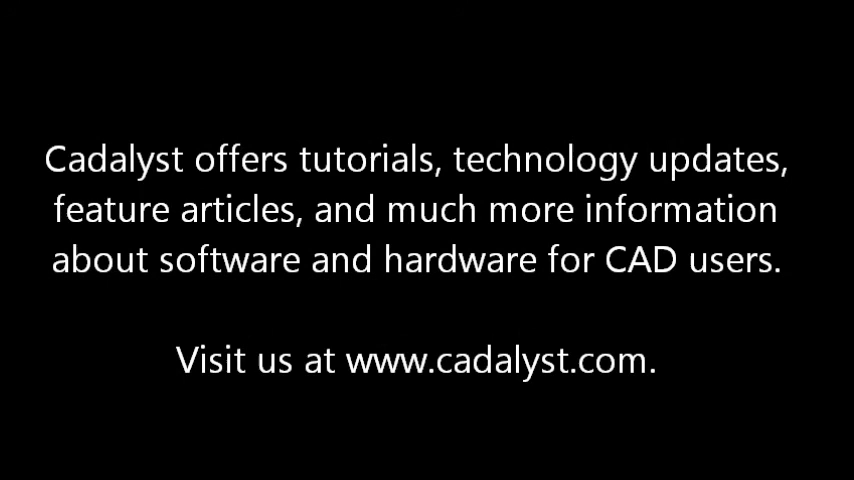 Cadalyst offers tutorials, technology updates,
feature articles, and much more information
about software and hardware for CAD users.
Visit us at www.cadalyst.com.